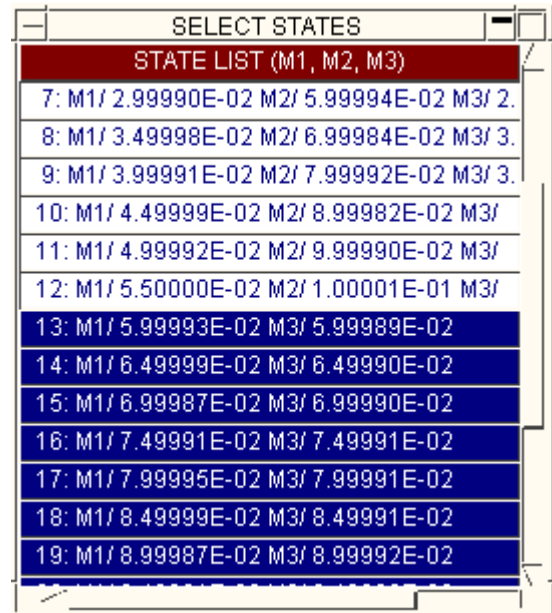 SELECT STATES
STATE LIST (M1, M2, M3)
7: M1/ 2.99990E-02 M2/ 5.99994E-02 M3/ 2.
8: M1/ 3.49998E-02 M2/ 6.99984E-02 M3/ 3.
9: M1/ 3.99991E-02 M2/ 7.99992E-02 M3/ 3.
10: M1/ 4.49999E-02 M2/ 8.99982E-02 M3/
11: M1/ 4.99992E-02 M2/ 9.99990E-02 M3/
12: M1/ 5.50000E-02 M2/ 1.00001E-01 M3/
13: M1/ 5.99993E-02 M3/ 5.99989E-02
14: M1/ 6.49999E-02 M3/ 6.49990E-02
15: M1/ 6.99987E-02 M3/ 6.99990E-02
16: M1/ 7.49991E-02 M3/ 7.49991E-02
17: M1/ 7.99995E-02 M3/ 7.99991E-02
18: M1/ 8.49999E-02 M3/ 8.49991E-02
19: M1/ 8.99987E-02 M3/ 8.99992E-02